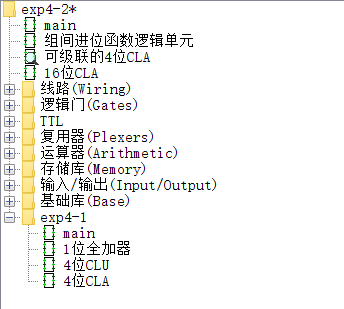 exp4-2*
main
组间进位函数逻辑单元
可级联的4位CLA
16位CLA
线路(Wiring)
逻辑门(Gates)
TTL
复用器(Plexers)
运算器(Arithmetic)
存储库(Memory)
输入/输出(Input/Output)
基础库(Base)
exp4-1
main
1位全加器
4位CLU
4位CLA